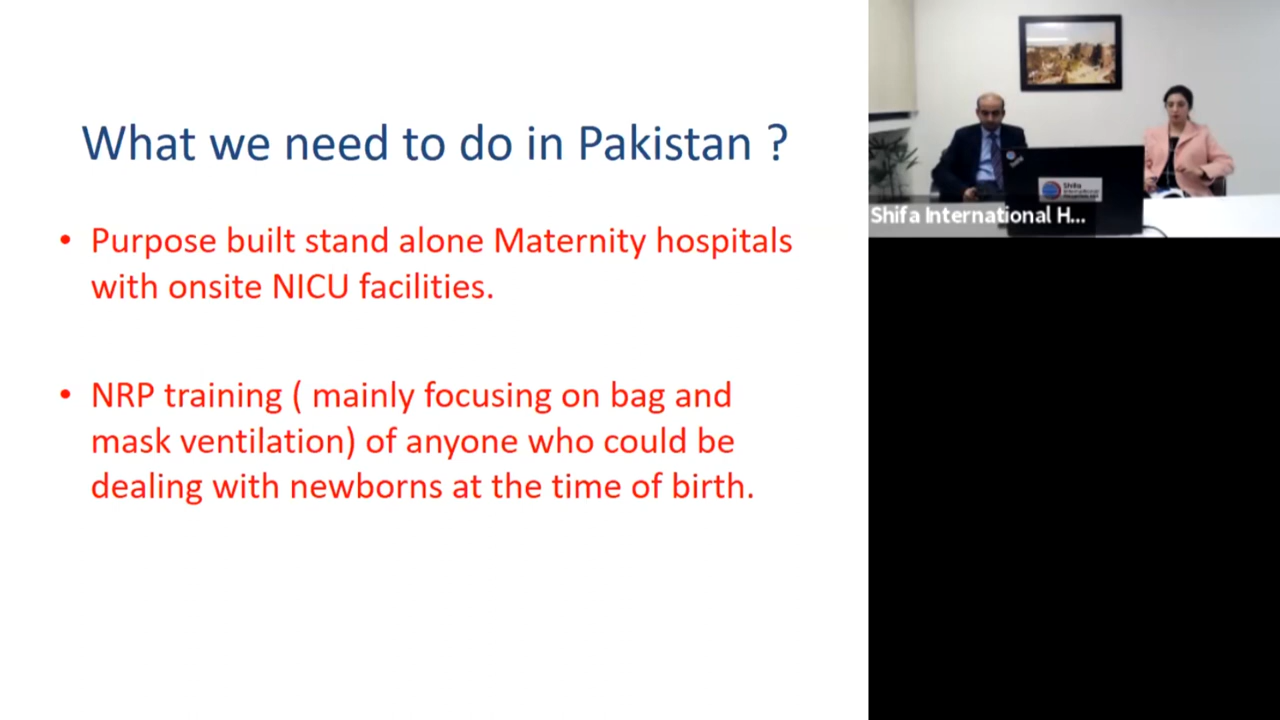 What we need to do in Pakistan ?
• Purpose built stand alone Maternity hospitals
with onsite NICU facilities.
• NRP training ( mainly focusing on bag and
mask ventilation) of anyone who could be
dealing with newborns at the time of birth.
Shifa International H...
Shifa
International